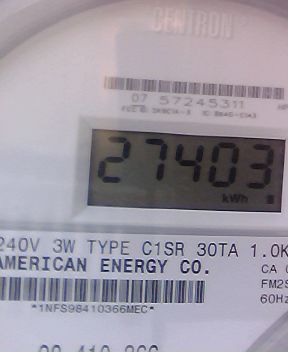 CENTRON
07 57245311
27403
kWh
240V 3W TYPE C1SR 30TA 1.0K
AMERICAN ENERGY CO.
CA
FM2S
60Hz
*1NFS98410366MEC*